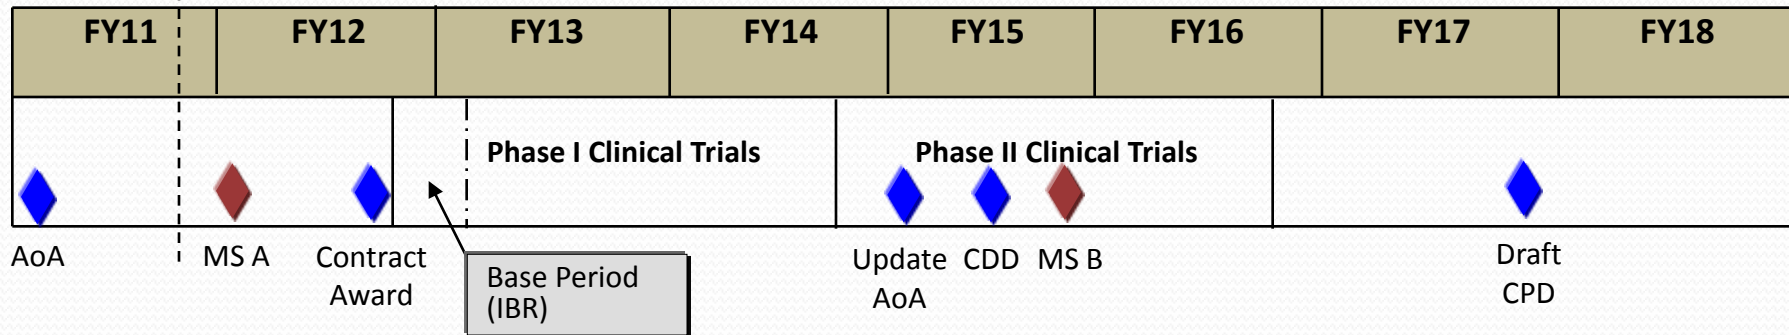 FY11 FY12 FY13 FY14 FY15 FY16 FY17 FY18
Phase I Clinical Trials Phase II Clinical Trials
AoA MS A Contract Award
Base Period
(IBR)
Update AoA CDD MS B
Draft CPD